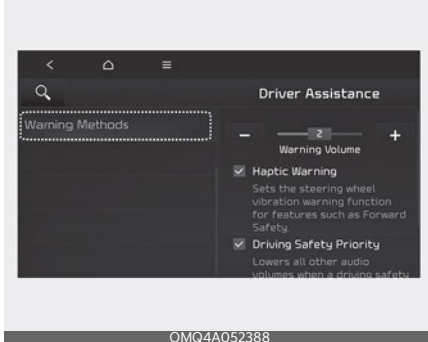 Driver Assistance
Warning Methods
2
Warning Volume
Haptic Warning
Sets the steering wheel
vibration warning function
for features such as Forward
Safety.
Driving Safety Priority
Lowers all other audio
volumes when a driving safety
OMQ4A052388